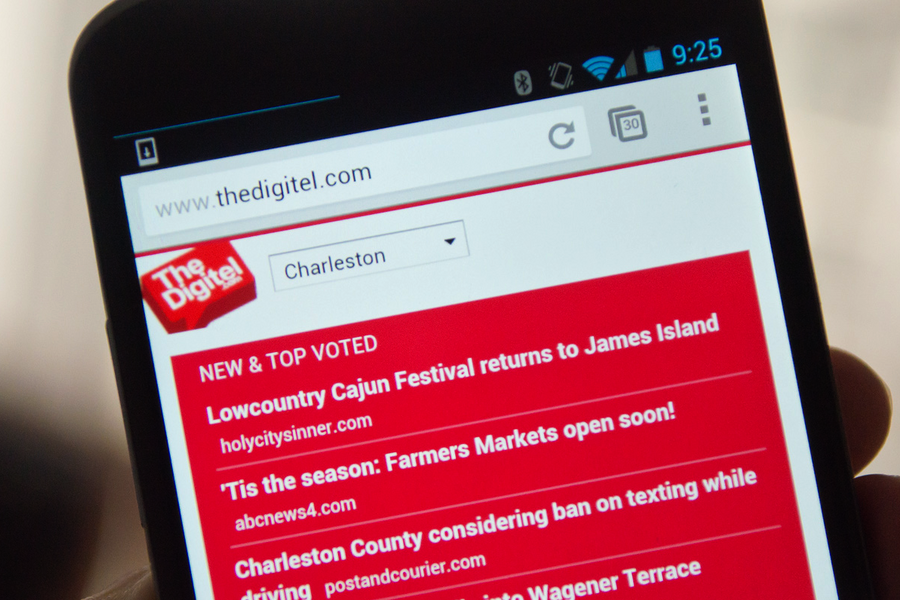 9:25
30
www.thedigitel.com
The
Digitel
Charleston
NEW & TOP VOTED
Lowcountry Cajun Festival returns to James Island
holycitysinner.com
'Tis the season: Farmers Markets open soon!
abcnews4.com
Charleston County considering ban on texting while
driving postandcourier.com
into Wagener Terrace